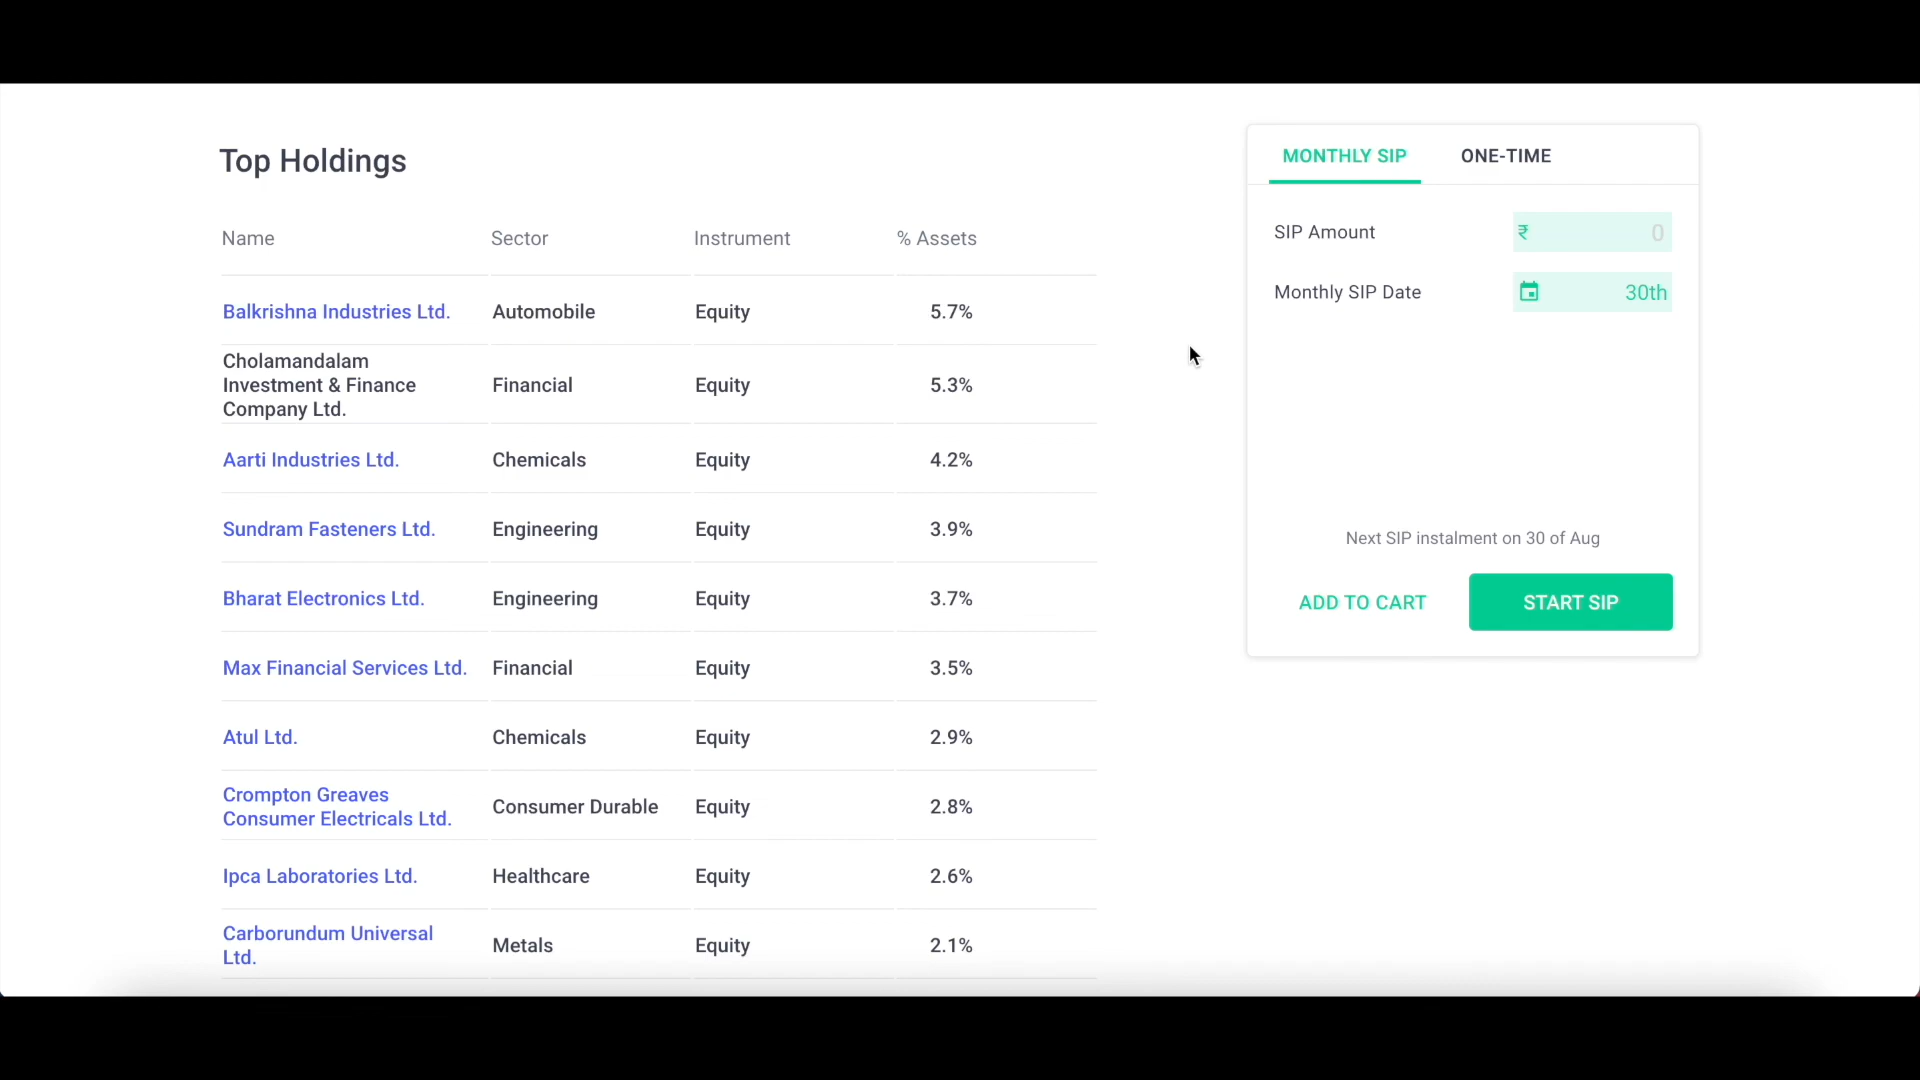 Top Holdings
Name Sector Instrument % Assets
Balkrishna Industries Ltd. Automobile Equity 5.7%
Cholamandalam
Investment & Finance Financial Equity 5.3%
Company Ltd.
Aarti Industries Ltd. Chemicals Equity 4.2%
Sundram Fasteners Ltd. Engineering Equity 3.9%
Bharat Electronics Ltd. Engineering Equity 3.7%
Max Financial Services Ltd. Financial Equity 3.5%
Atul Ltd. Chemicals Equity 2.9%
Crompton Greaves
Consumer Electricals Ltd. Consumer Durable Equity 2.8%
Ipca Laboratories Ltd. Healthcare Equity 2.6%
Carborundum Universal
Ltd. Metals Equity 2.1%
MONTHLY SIP ONE-TIME
SIP Amount ₹ 0
Monthly SIP Date 30th
Next SIP instalment on 30 of Aug
ADD TO CART START SIP